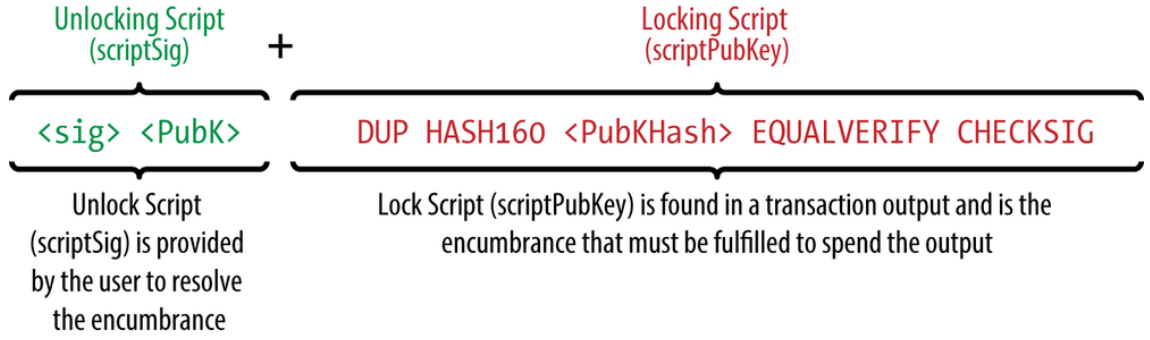 Unlocking Script
(scriptSig)
+
Locking Script
(scriptPubKey)
<sig> <PubK>
DUP HASH160 <PubKHash> EQUALVERIFY CHECKSIG
Unlock Script
(scriptSig) is provided
by the user to resolve
the encumbrance
Lock Script (scriptPubKey) is found in a transaction output and is the
encumbrance that must be fulfilled to spend the output